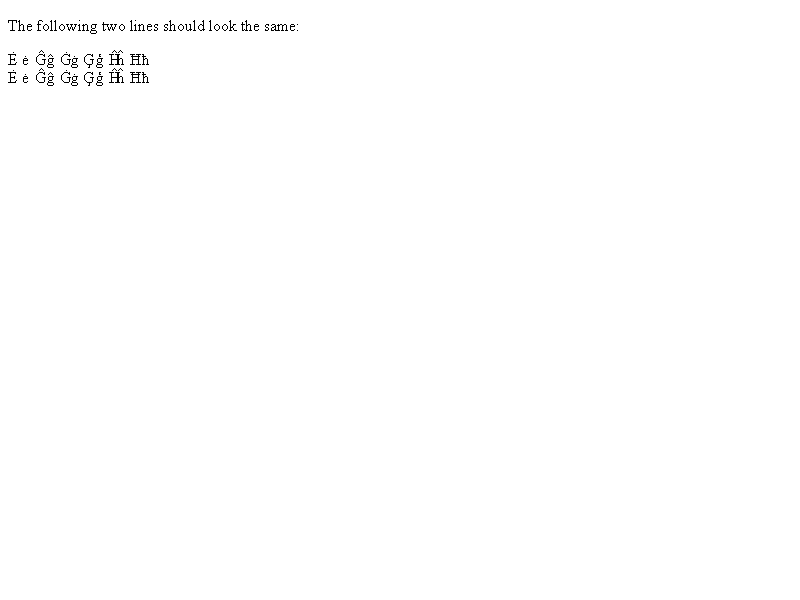 The following two lines should look the same:
Ė ė Ĝĝ Ġġ Ģģ Ĥĥ Ħħ
Ė ė Ĝĝ Ġġ Ģģ Ĥĥ Ħħ